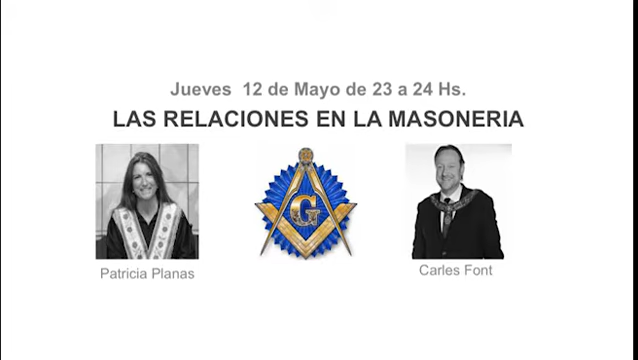 Jueves 12 de Mayo de 23 a 24 Hs.
LAS RELACIONES EN LA MASONERIA
G
Patricia Planas
Carles Font